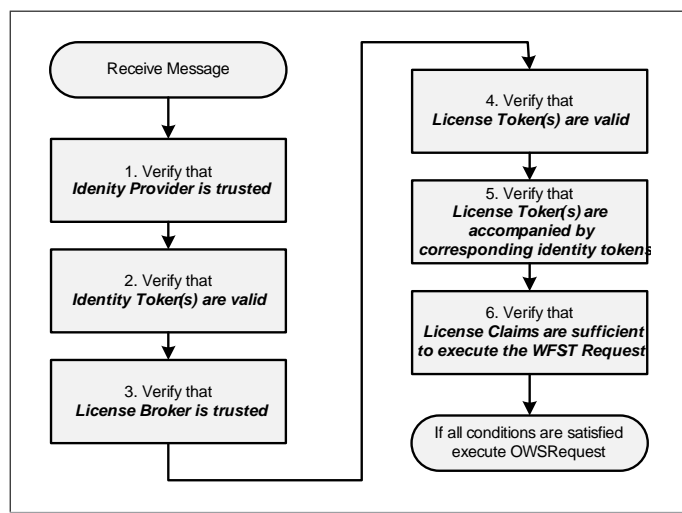 Receive Message
1. Verify that
Idenity Provider is trusted
2. Verify that
Identity Token(s) are valid
3. Verify that
License Broker is trusted
4. Verify that
License Token(s) are valid
5. Verify that
License Token(s) are
accompanied by
corresponding identity tokens
6. Verify that
License Claims are sufficient
to execute the WFST Request
If all conditions are satisfied
execute OWSRequest